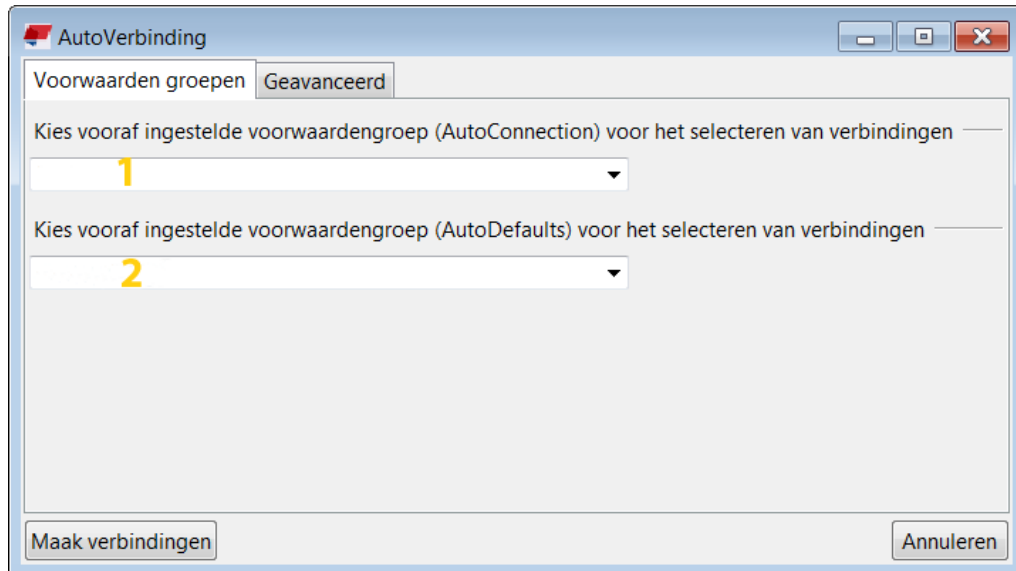 AutoVerbinding
Voorwaarden groepen Geavanceerd
Kies vooraf ingestelde voorwaardengroep (AutoConnection) voor het selecteren van verbindingen
1
Kies vooraf ingestelde voorwaardengroep (AutoDefaults) voor het selecteren van verbindingen
2
Maak verbindingen Annuleren